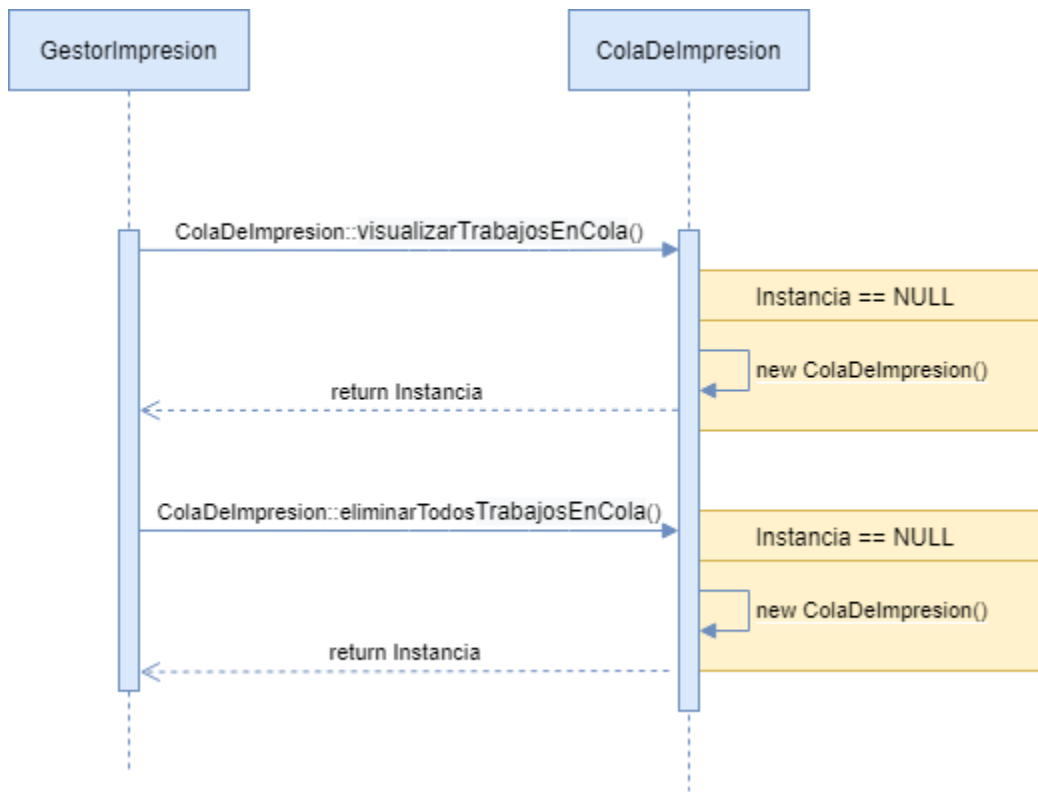 GestorImpresion
ColaDeImpresion
ColaDeImpresion::visualizarTrabajosEnCola()
Instancia == NULL
new ColaDeImpresion()
return Instancia
ColaDeImpresion::eliminarTodosTrabajosEnCola()
Instancia == NULL
new ColaDeImpresion()
return Instancia